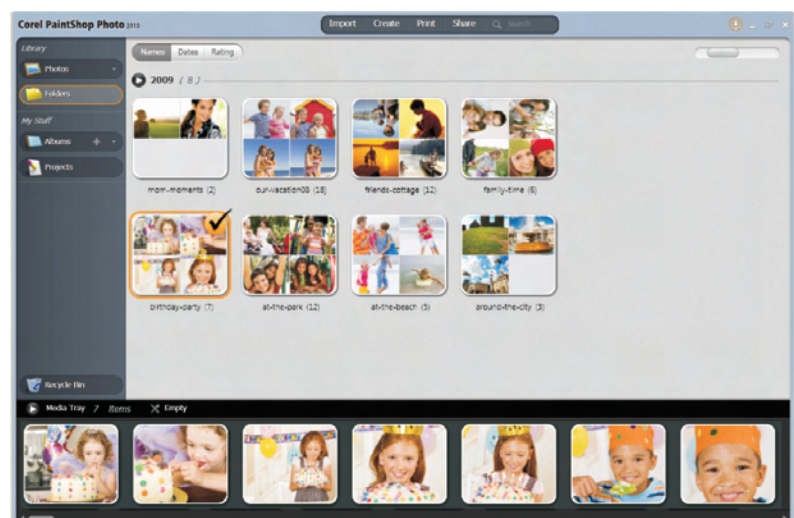 Corel PaintShop Photo 2010
Import Create Print Share Search
Library
Photos
Folders
My Stuff
Albums
Projects
Recycle Bin
Names Dates Rating
2009 ( 8 )
mom-moments (2) our-vacation08 (18) friends-cottage (12) family-time (6)
birthday-party (7) at-the-park (12) at-the-beach (5) around-the-city (3)
Media Tray 7 Items Empty